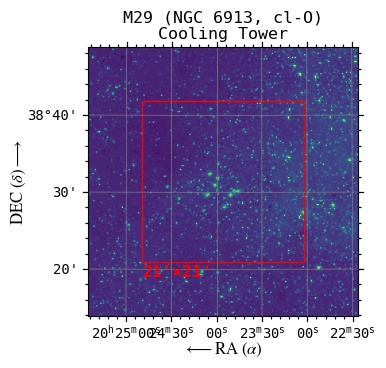 M29 (NGC 6913, cl-O)
Cooling Tower
DEC (δ) ⟶
38°40'
30'
20'
21'×21'
20ʰ25ᵐ00ˢ 24ᵐ30ˢ 00ˢ 23ᵐ30ˢ 00ˢ 22ᵐ30ˢ
⟵ RA (α)